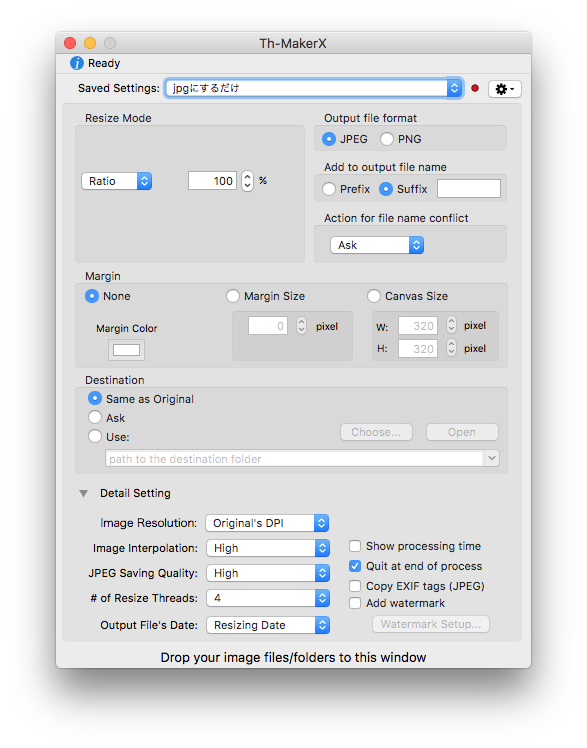 Th-MakerX
Ready
Saved Settings: jpgにするだけ
Resize Mode
Ratio 100 %
Output file format
JPEG PNG
Add to output file name
Prefix Suffix
Action for file name conflict
Ask
Margin
None Margin Size Canvas Size
Margin Color
0 pixel
W: 320 pixel
H: 320 pixel
Destination
Same as Original
Ask
Use:
Choose... Open
path to the destination folder
Detail Setting
Image Resolution: Original's DPI
Image Interpolation: High
JPEG Saving Quality: High
# of Resize Threads: 4
Output File's Date: Resizing Date
Show processing time
Quit at end of process
Copy EXIF tags (JPEG)
Add watermark
Watermark Setup...
Drop your image files/folders to this window